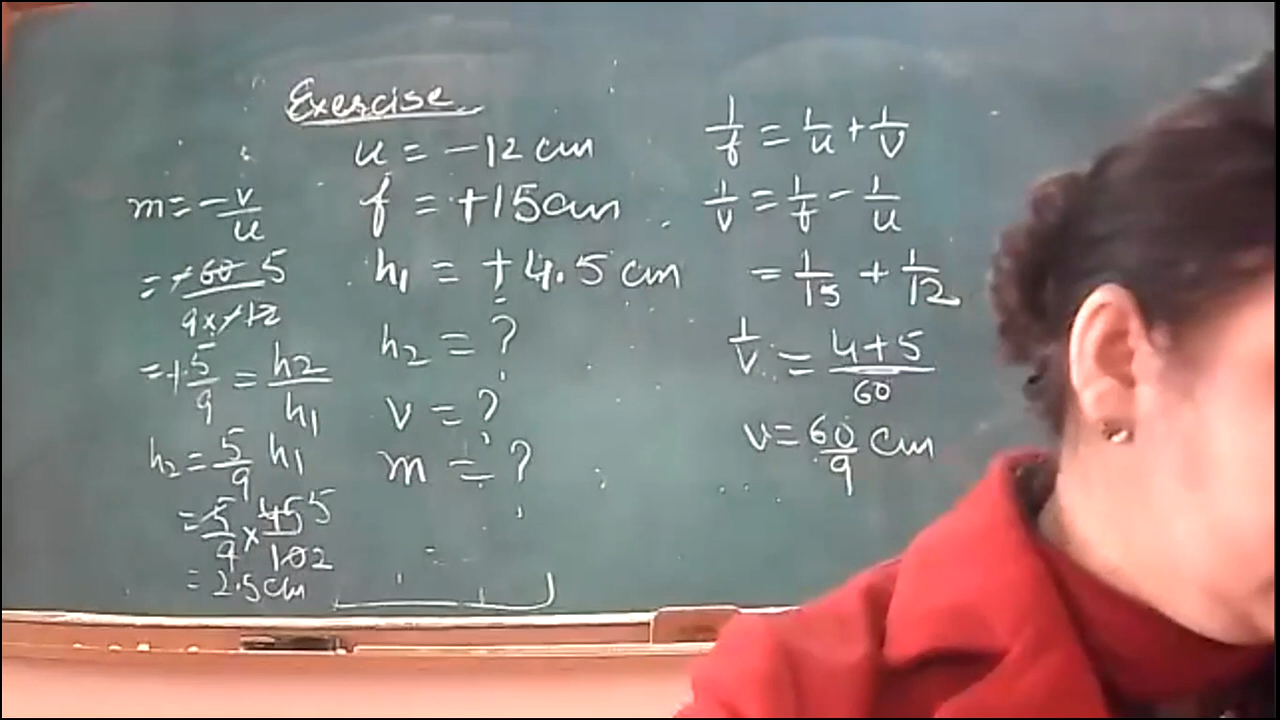 Exercise
u = -12 cm
f = +15 cm
h₁ = +4.5 cm
h₂ = ?
v = ?
m = ?
m = -v/u
= +60 5 / 9 x -12
= +5/9 = h2/h₁
h₂ = 5/9 h₁
= 5/9 x 45 5 / 10 2
= 2.5 cm
1/f = 1/u + 1/v
1/v = 1/f - 1/u
= 1/15 + 1/12
1/v = 4+5/60
v = 60/9 cm